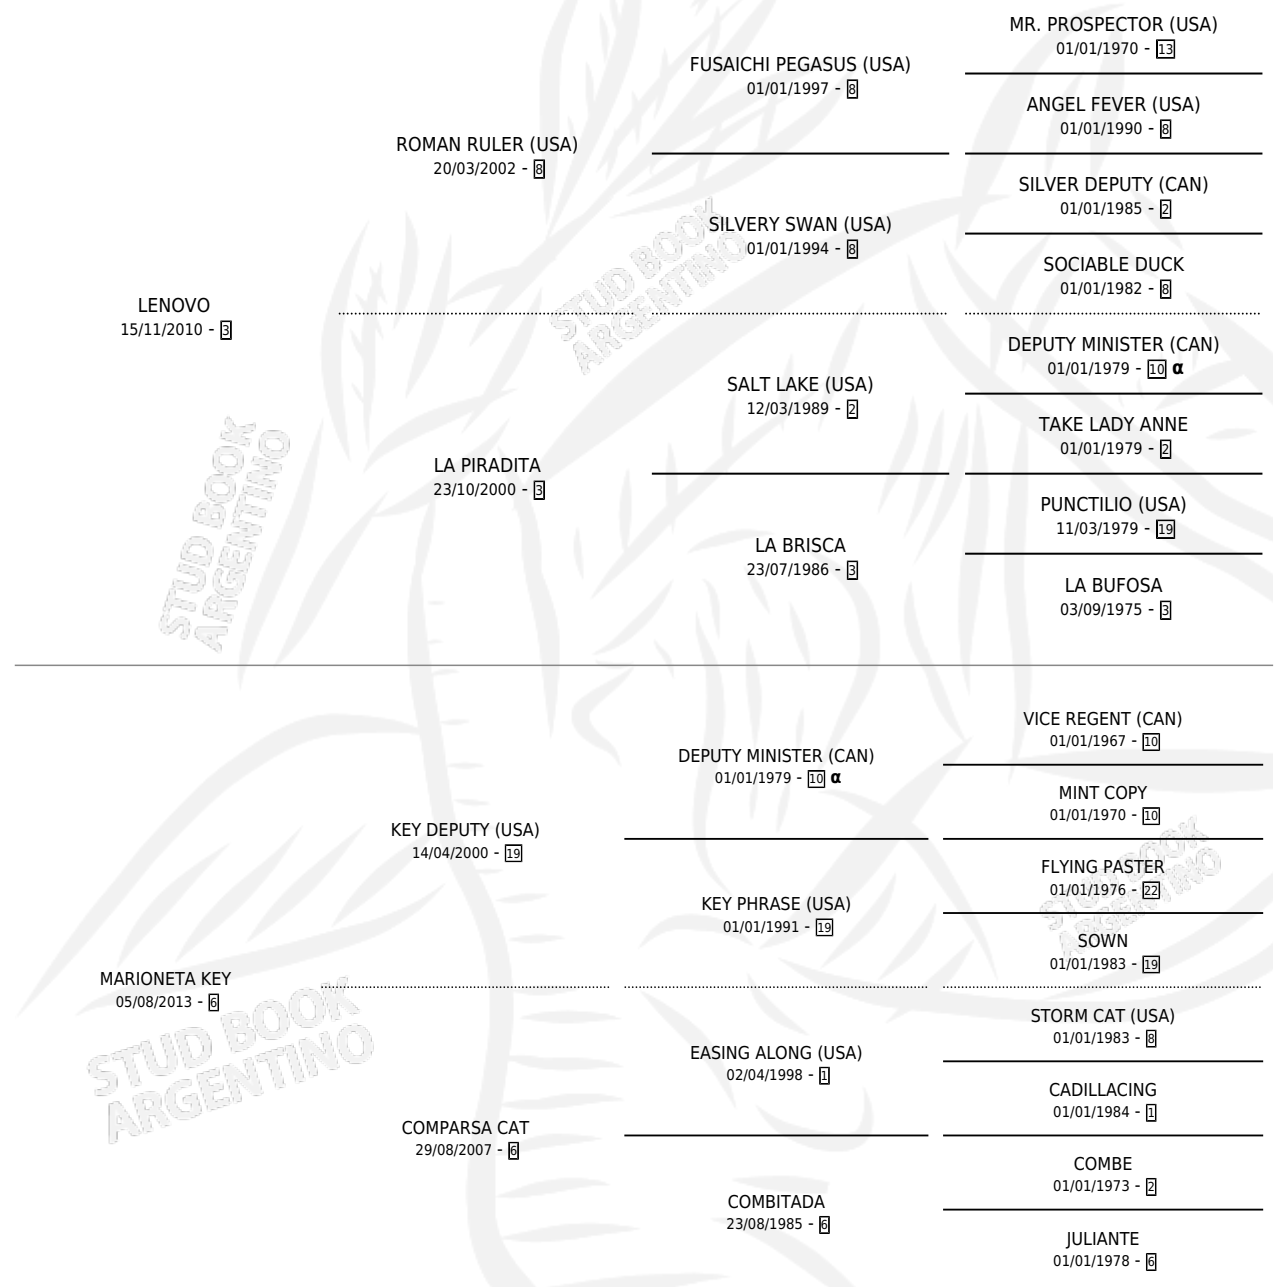 MR. PROSPECTOR (USA)
01/01/1970 - 13
FUSAICHI PEGASUS (USA)
01/01/1997 - 8
ANGEL FEVER (USA)
01/01/1990 - 8
ROMAN RULER (USA)
20/03/2002 - 8
SILVER DEPUTY (CAN)
01/01/1985 - 2
SILVERY SWAN (USA)
01/01/1994 - 8
SOCIABLE DUCK
01/01/1982 - 8
LENOVO
15/11/2010 - 3
DEPUTY MINISTER (CAN)
01/01/1979 - 10 α
SALT LAKE (USA)
12/03/1989 - 2
TAKE LADY ANNE
01/01/1979 - 2
LA PIRADITA
23/10/2000 - 3
PUNCTILIO (USA)
11/03/1979 - 19
LA BRISCA
23/07/1986 - 3
LA BUFOSA
03/09/1975 - 3
STUD BOOK
ARGENTINO
STUD BOOK
ARGENTINO
VICE REGENT (CAN)
01/01/1967 - 10
DEPUTY MINISTER (CAN)
01/01/1979 - 10 α
MINT COPY
01/01/1970 - 10
KEY DEPUTY (USA)
14/04/2000 - 19
FLYING PASTER
01/01/1976 - 22
KEY PHRASE (USA)
01/01/1991 - 19
SOWN
01/01/1983 - 19
MARIONETA KEY
05/08/2013 - 6
STORM CAT (USA)
01/01/1983 - 8
EASING ALONG (USA)
02/04/1998 - 1
CADILLACING
01/01/1984 - 1
COMPARSA CAT
29/08/2007 - 6
COMBE
01/01/1973 - 2
COMBITADA
23/08/1985 - 6
JULIANTE
01/01/1978 - 6
STUD BOOK
ARGENTINO
STUD BOOK
ARGENTINO